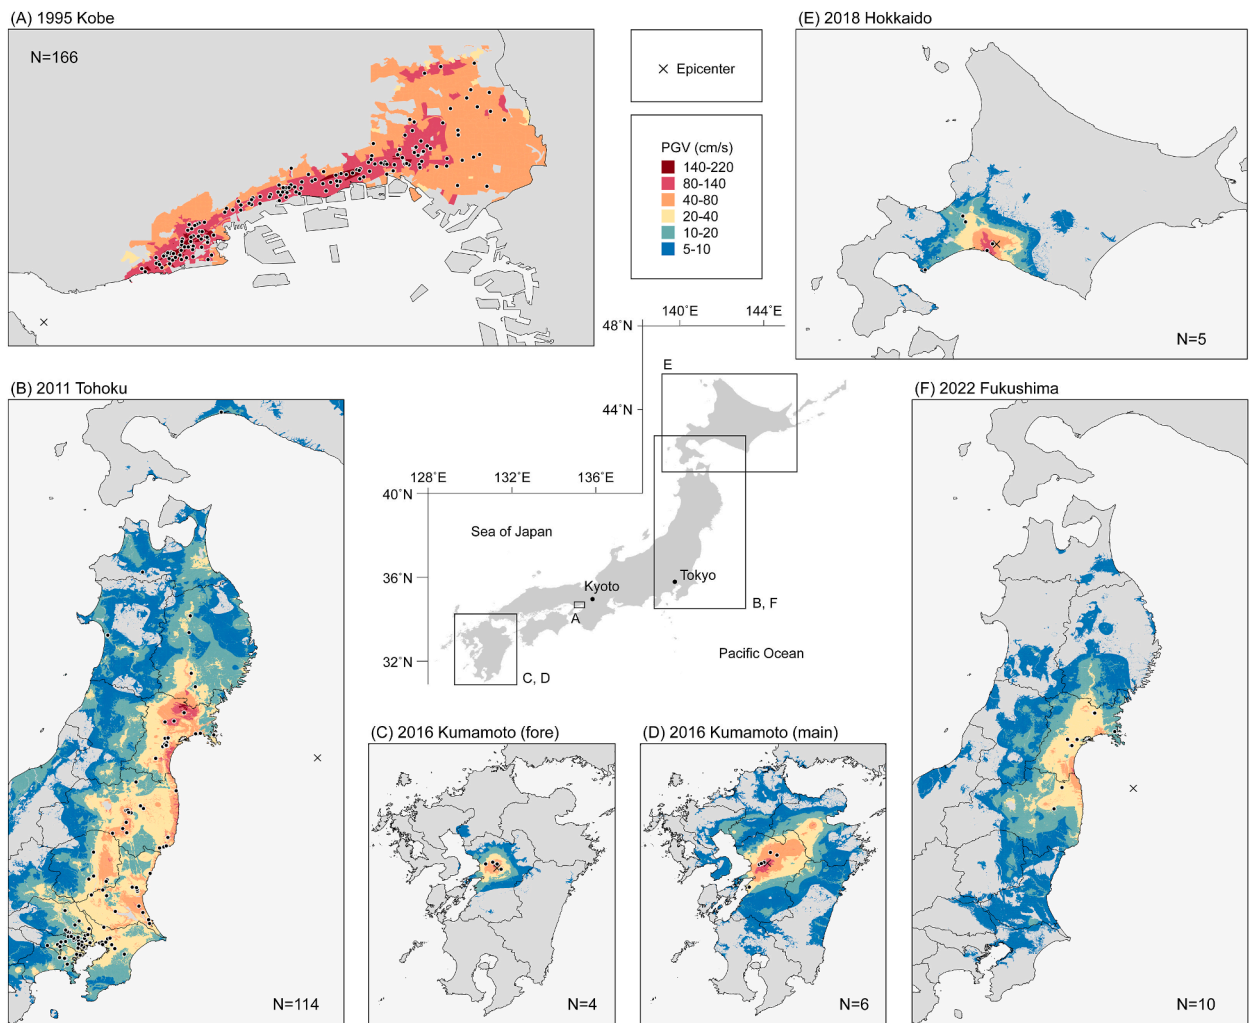 (A) 1995 Kobe
N=166
Epicenter
PGV (cm/s)
140-220
80-140
40-80
20-40
10-20
5-10
(E) 2018 Hokkaido
N=5
(B) 2011 Tohoku
N=114
140˚E 144˚E
48˚N
44˚N
128˚E 132˚E 136˚E
40˚N
36˚N
32˚N
Sea of Japan
Kyoto
Tokyo
Pacific Ocean
E
B, F
A
C, D
(C) 2016 Kumamoto (fore)
N=4
(D) 2016 Kumamoto (main)
N=6
(F) 2022 Fukushima
N=10